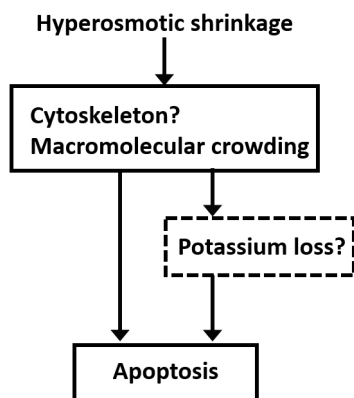 Hyperosmotic shrinkage
Cytoskeleton?
Macromolecular crowding
Potassium loss?
Apoptosis